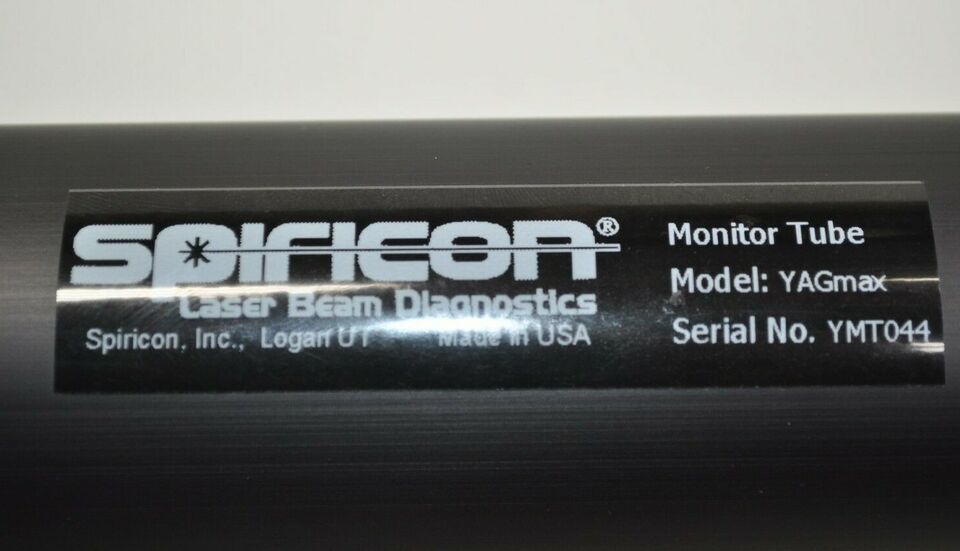 SPIRICON®
Laser Beam Diagnostics
Spiricon, Inc., Logan UT Made in USA
Monitor Tube
Model: YAGmax
Serial No. YMT044